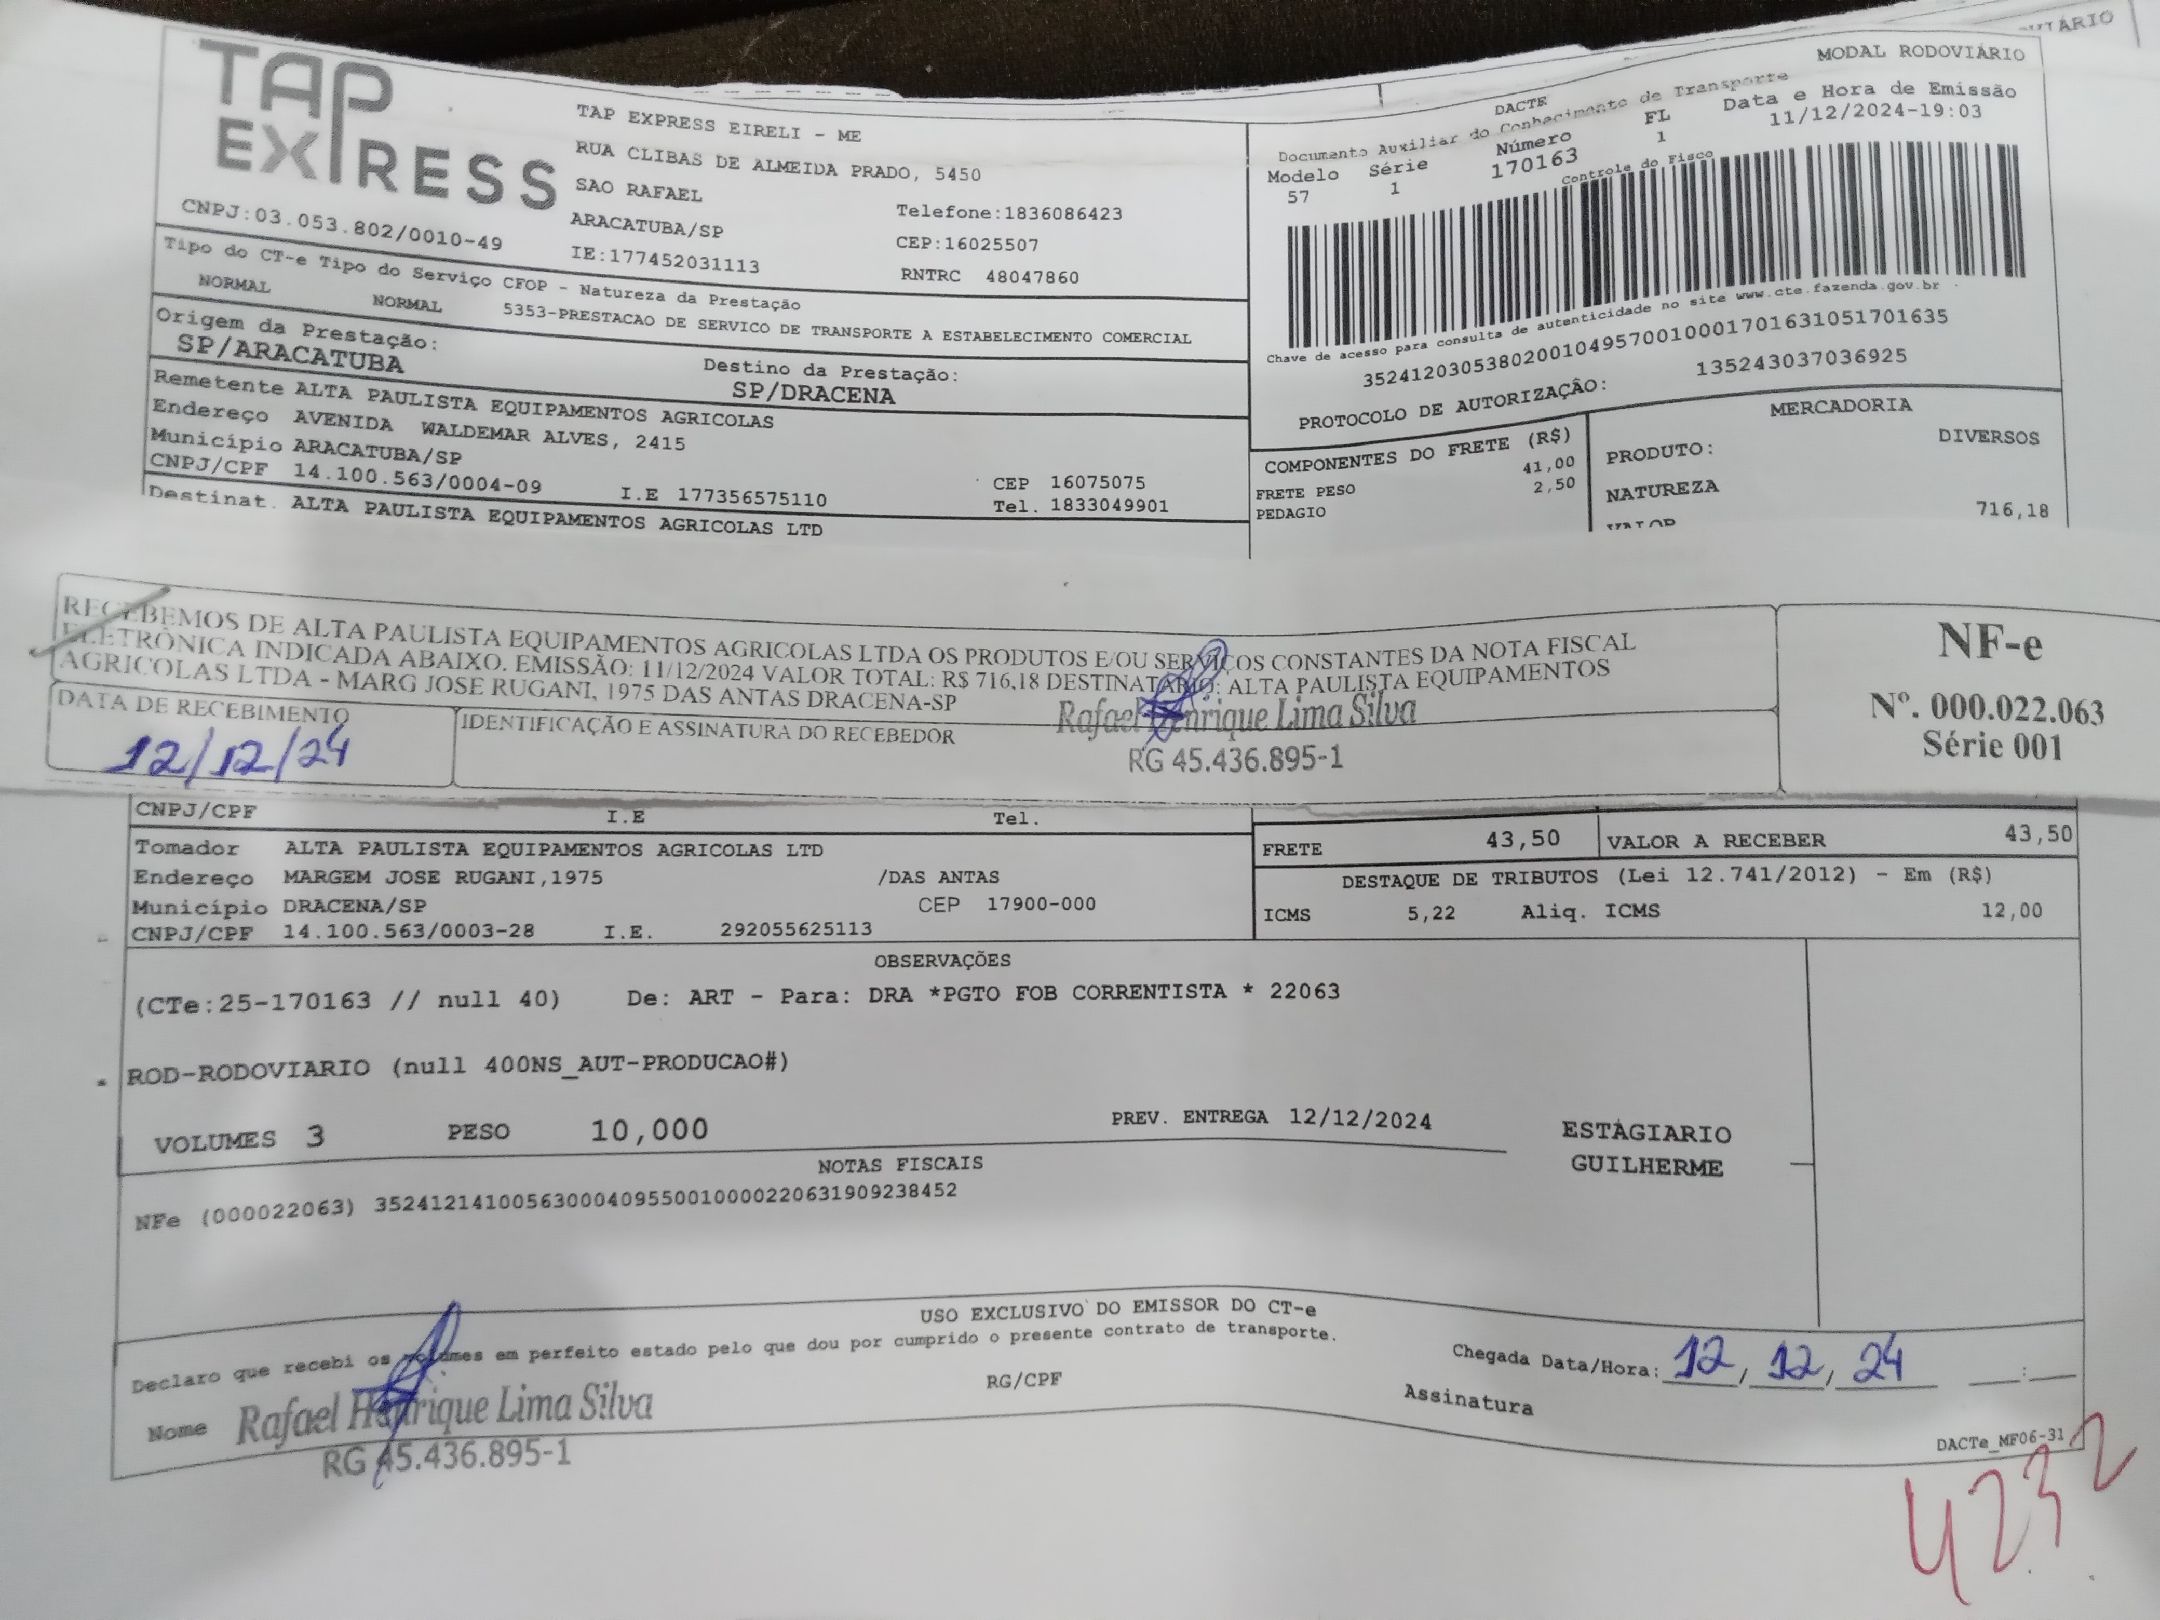 TAP
EXPRESS
CNPJ:03.053.802/0010-49
TAP EXPRESS EIRELI - ME
RUA CLIBAS DE ALMEIDA PRADO, 5450
SAO RAFAEL
ARACATUBA/SP
IE:177452031113
Telefone:1836086423
CEP:16025507
RNTRC 48047860
MODAL RODOVIÁRIO
DACTE
Documento Auxiliar do Conhecimento de Transporte
Modelo Série Número FL Data e Hora de Emissão
57 1 170163 1 11/12/2024-19:03
Controle do Fisco
Chave de acesso para consulta de autenticidade no site www.cte.fazenda.gov.br
35241203053802001049570010001701631051701635
PROTOCOLO DE AUTORIZAÇÃO: 135243037036925
Tipo do CT-e Tipo do Serviço CFOP - Natureza da Prestação
NORMAL NORMAL 5353-PRESTACAO DE SERVICO DE TRANSPORTE A ESTABELECIMENTO COMERCIAL
Origem da Prestação: Destino da Prestação:
SP/ARACATUBA SP/DRACENA
Remetente ALTA PAULISTA EQUIPAMENTOS AGRICOLAS
Endereço AVENIDA WALDEMAR ALVES, 2415
Município ARACATUBA/SP CEP 16075075
CNPJ/CPF 14.100.563/0004-09 I.E 177356575110 Tel. 1833049901
Destinat. ALTA PAULISTA EQUIPAMENTOS AGRICOLAS LTD
COMPONENTES DO FRETE (R$)
FRETE PESO 41,00
PEDAGIO 2,50
MERCADORIA
PRODUTO: DIVERSOS
NATUREZA
VALOR 716,18
RECEBEMOS DE ALTA PAULISTA EQUIPAMENTOS AGRICOLAS LTDA OS PRODUTOS E/OU SERVIÇOS CONSTANTES DA NOTA FISCAL
ELETRÔNICA INDICADA ABAIXO. EMISSÃO: 11/12/2024 VALOR TOTAL: R$ 716,18 DESTINATÁRIO: ALTA PAULISTA EQUIPAMENTOS
AGRICOLAS LTDA - MARG JOSE RUGANI, 1975 DAS ANTAS DRACENA-SP
DATA DE RECEBIMENTO
12/12/24
IDENTIFICAÇÃO E ASSINATURA DO RECEBEDOR
Rafael Henrique Lima Silva
RG 45.436.895-1
NF-e
Nº. 000.022.063
Série 001
CNPJ/CPF I.E Tel.
Tomador ALTA PAULISTA EQUIPAMENTOS AGRICOLAS LTD
Endereço MARGEM JOSE RUGANI,1975 /DAS ANTAS
Município DRACENA/SP CEP 17900-000
CNPJ/CPF 14.100.563/0003-28 I.E. 292055625113
FRETE 43,50 VALOR A RECEBER 43,50
DESTAQUE DE TRIBUTOS (Lei 12.741/2012) - Em (R$)
ICMS 5,22 Aliq. ICMS 12,00
OBSERVAÇÕES
(CTe:25-170163 // null 40) De: ART - Para: DRA *PGTO FOB CORRENTISTA * 22063
ROD-RODOVIARIO (null 400NS_AUT-PRODUCAO#)
VOLUMES 3 PESO 10,000 PREV. ENTREGA 12/12/2024
ESTAGIARIO
GUILHERME
NOTAS FISCAIS
NFe (000022063) 35241214100563000409550010000220631909238452
USO EXCLUSIVO DO EMISSOR DO CT-e
Declaro que recebi os volumes em perfeito estado pelo que dou por cumprido o presente contrato de transporte.
Nome Rafael Henrique Lima Silva
RG 45.436.895-1
RG/CPF
Chegada Data/Hora: 12, 12, 24 __:__
Assinatura
DACTe_MF06-31
4232